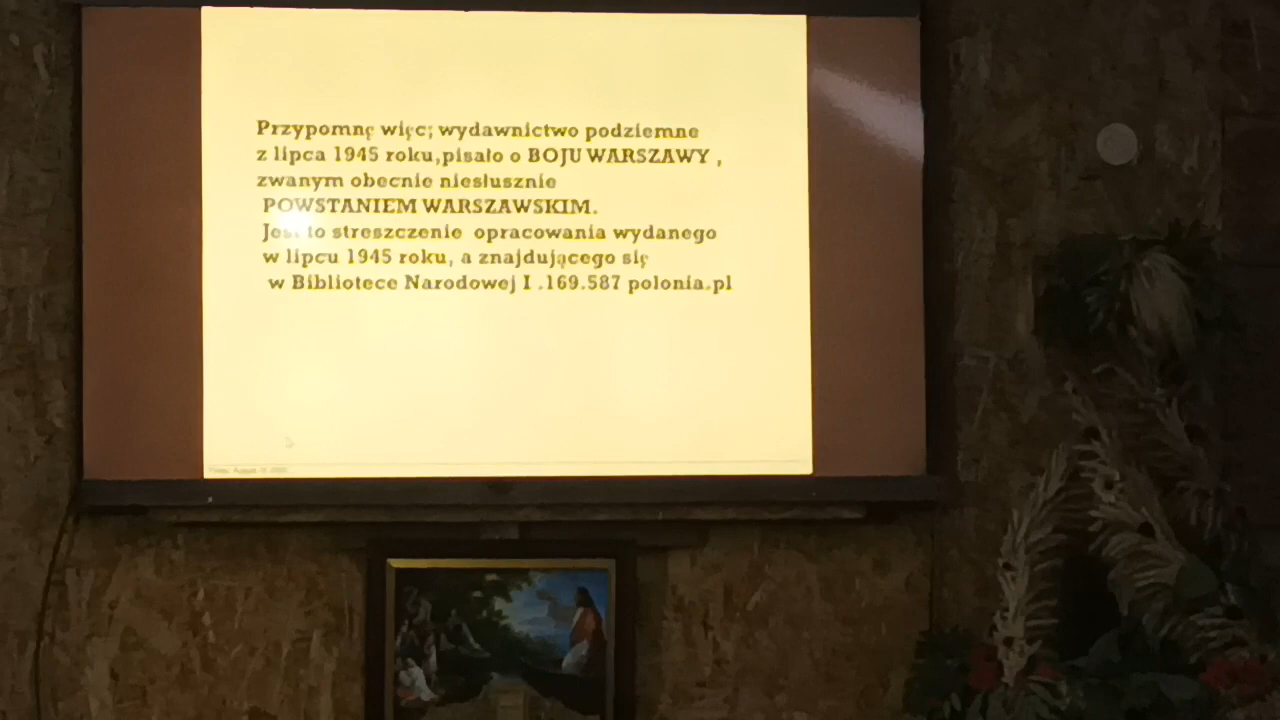 Przypomnę więc; wydawnictwo podziemne
z lipca 1945 roku,pisało o BOJU WARSZAWY ,
zwanym obecnie niesłusznie
POWSTANIEM WARSZAWSKIM.
Jest to streszczenie opracowania wydanego
w lipcu 1945 roku, a znajdującego się
w Bibliotece Narodowej I .169.587 polonia.pl